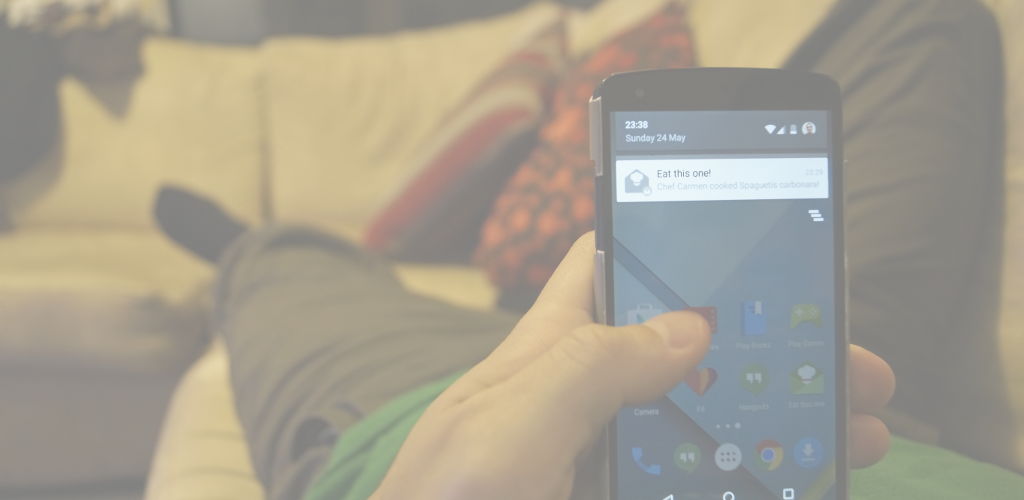 23:38
Sunday 24 May
Eat this one!
23:29
Chef Carmen cooked Spaguetis carbonara!
Play Books
Play Games
Camera
Fit
Hangouts
Eat this one